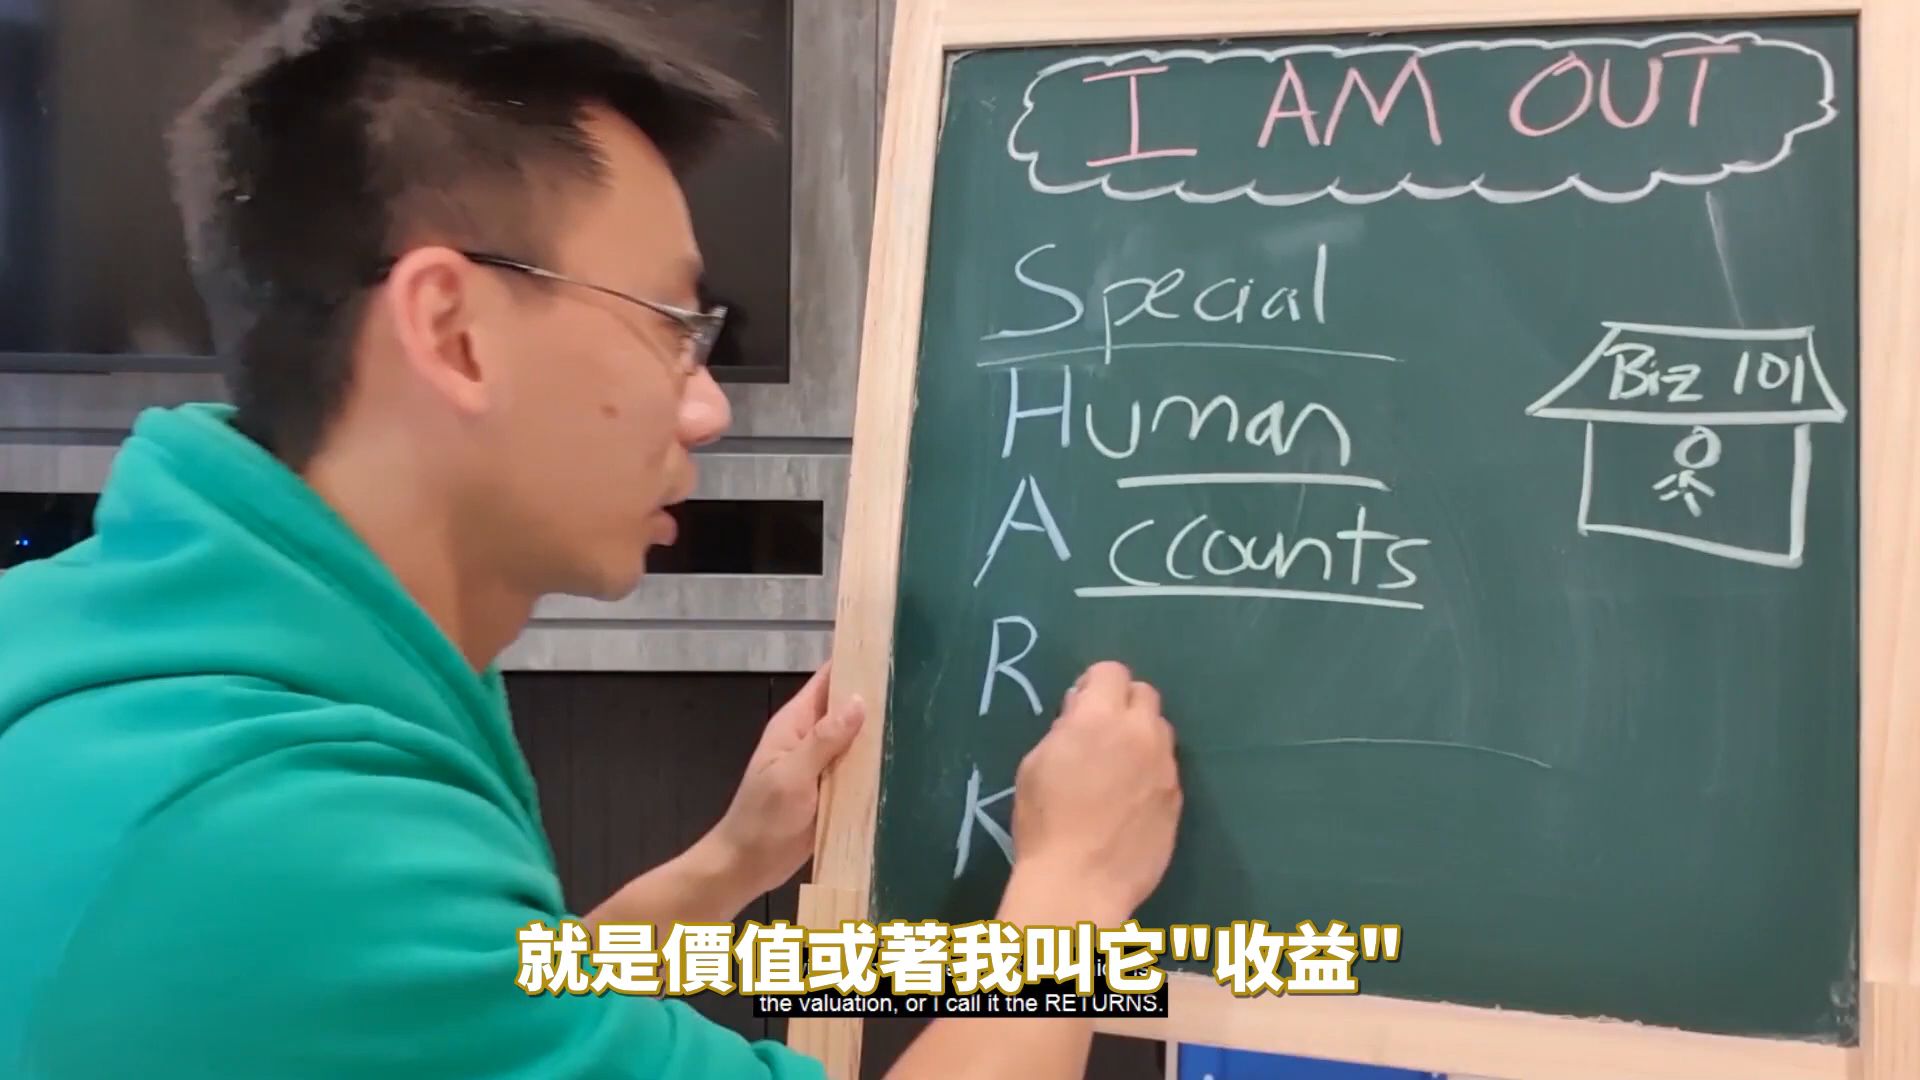 I AM OUT
Special
Human
Accounts
R
K
Biz 101
就是價值或著我叫它"收益"
the valuation, or I call it the RETURNS.